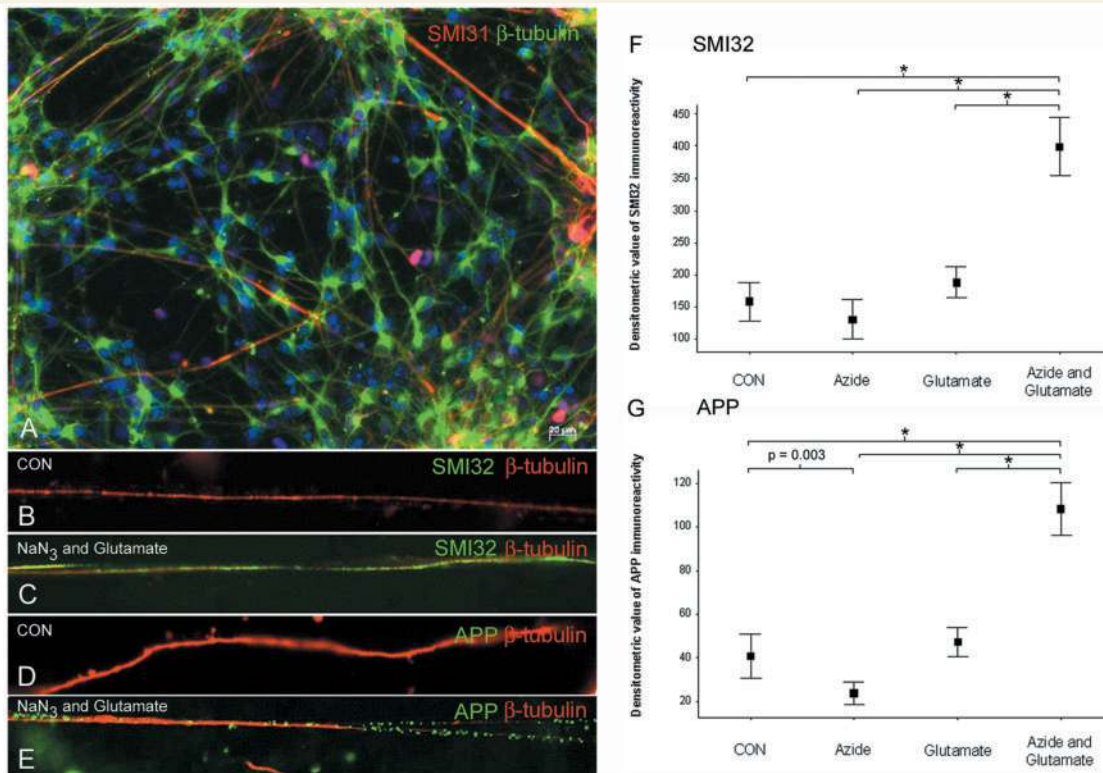 SMI31 β-tubulin
20 µm
A
CON
SMI32 β-tubulin
B
NaN₃ and Glutamate
SMI32 β-tubulin
C
CON
APP β-tubulin
D
NaN₃ and Glutamate
APP β-tubulin
E
F SMI32
Densitometric value of SMI32 immunoreactivity
* 
*
*
450
400
350
300
250
200
150
100
CON Azide Glutamate Azide and Glutamate
G APP
Densitometric value of APP immunoreactivity
*
p = 0.003 *
*
120
100
80
60
40
20
CON Azide Glutamate Azide and Glutamate